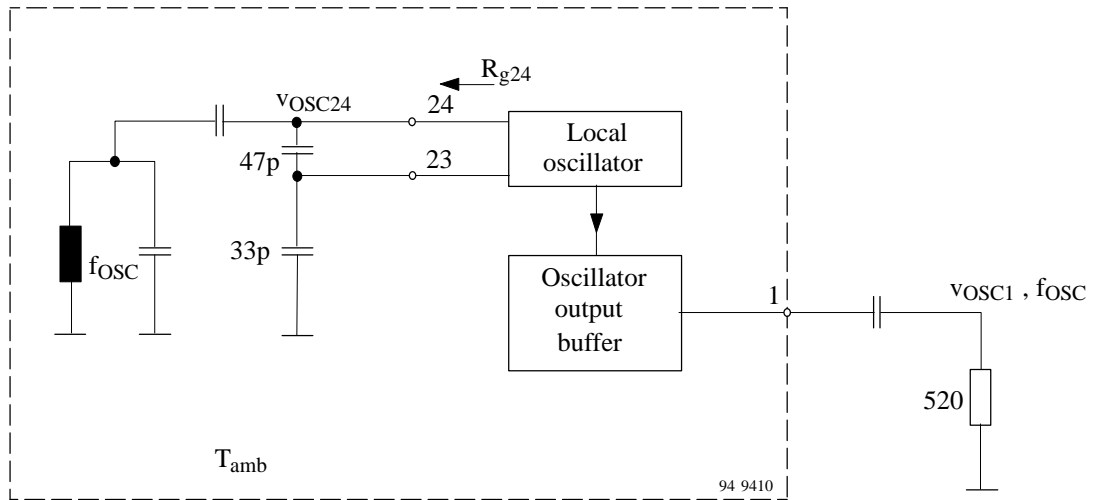 R_g24
v_OSC24
24
Local
oscillator
47p
23
33p
f_OSC
Oscillator
output
buffer
1
v_OSC1 , f_OSC
520
T_amb
94 9410